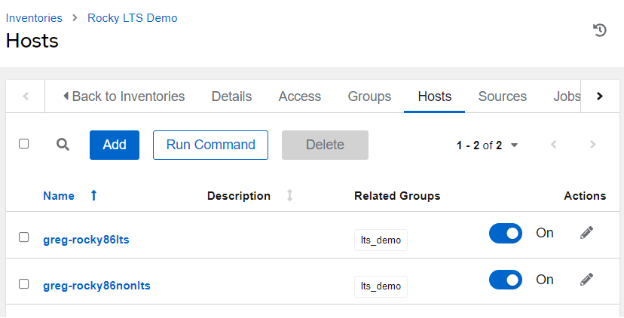 Inventories > Rocky LTS Demo
Hosts
Back to Inventories Details Access Groups Hosts Sources Jobs
Add Run Command Delete 1 - 2 of 2
Name Description Related Groups Actions
greg-rocky86lts lts_demo On
greg-rocky86nonlts lts_demo On